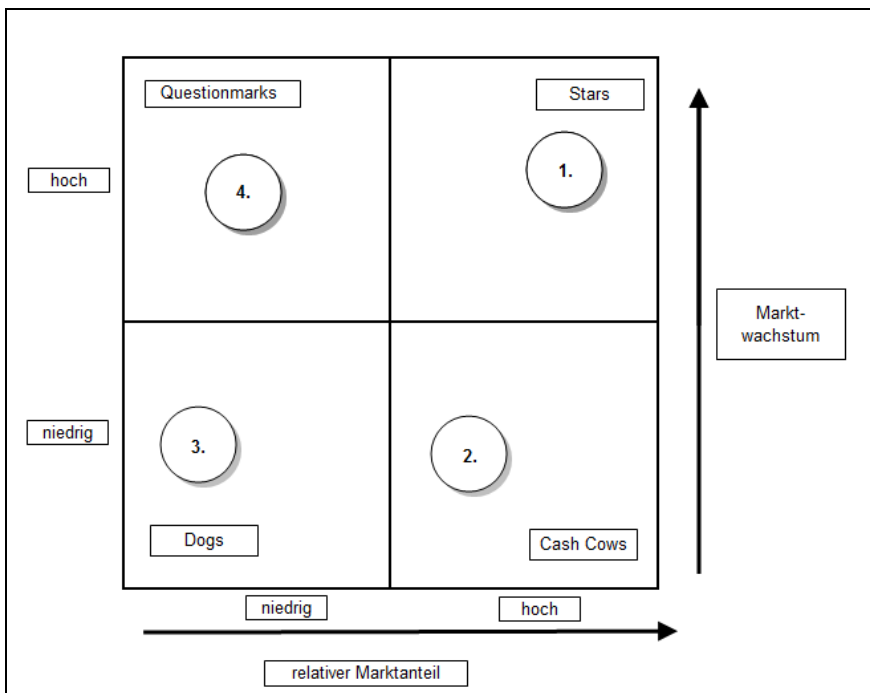 Questionmarks
Stars
hoch
4.
1.
Markt-
wachstum
niedrig
3.
2.
Dogs
Cash Cows
niedrig
hoch
relativer Marktanteil